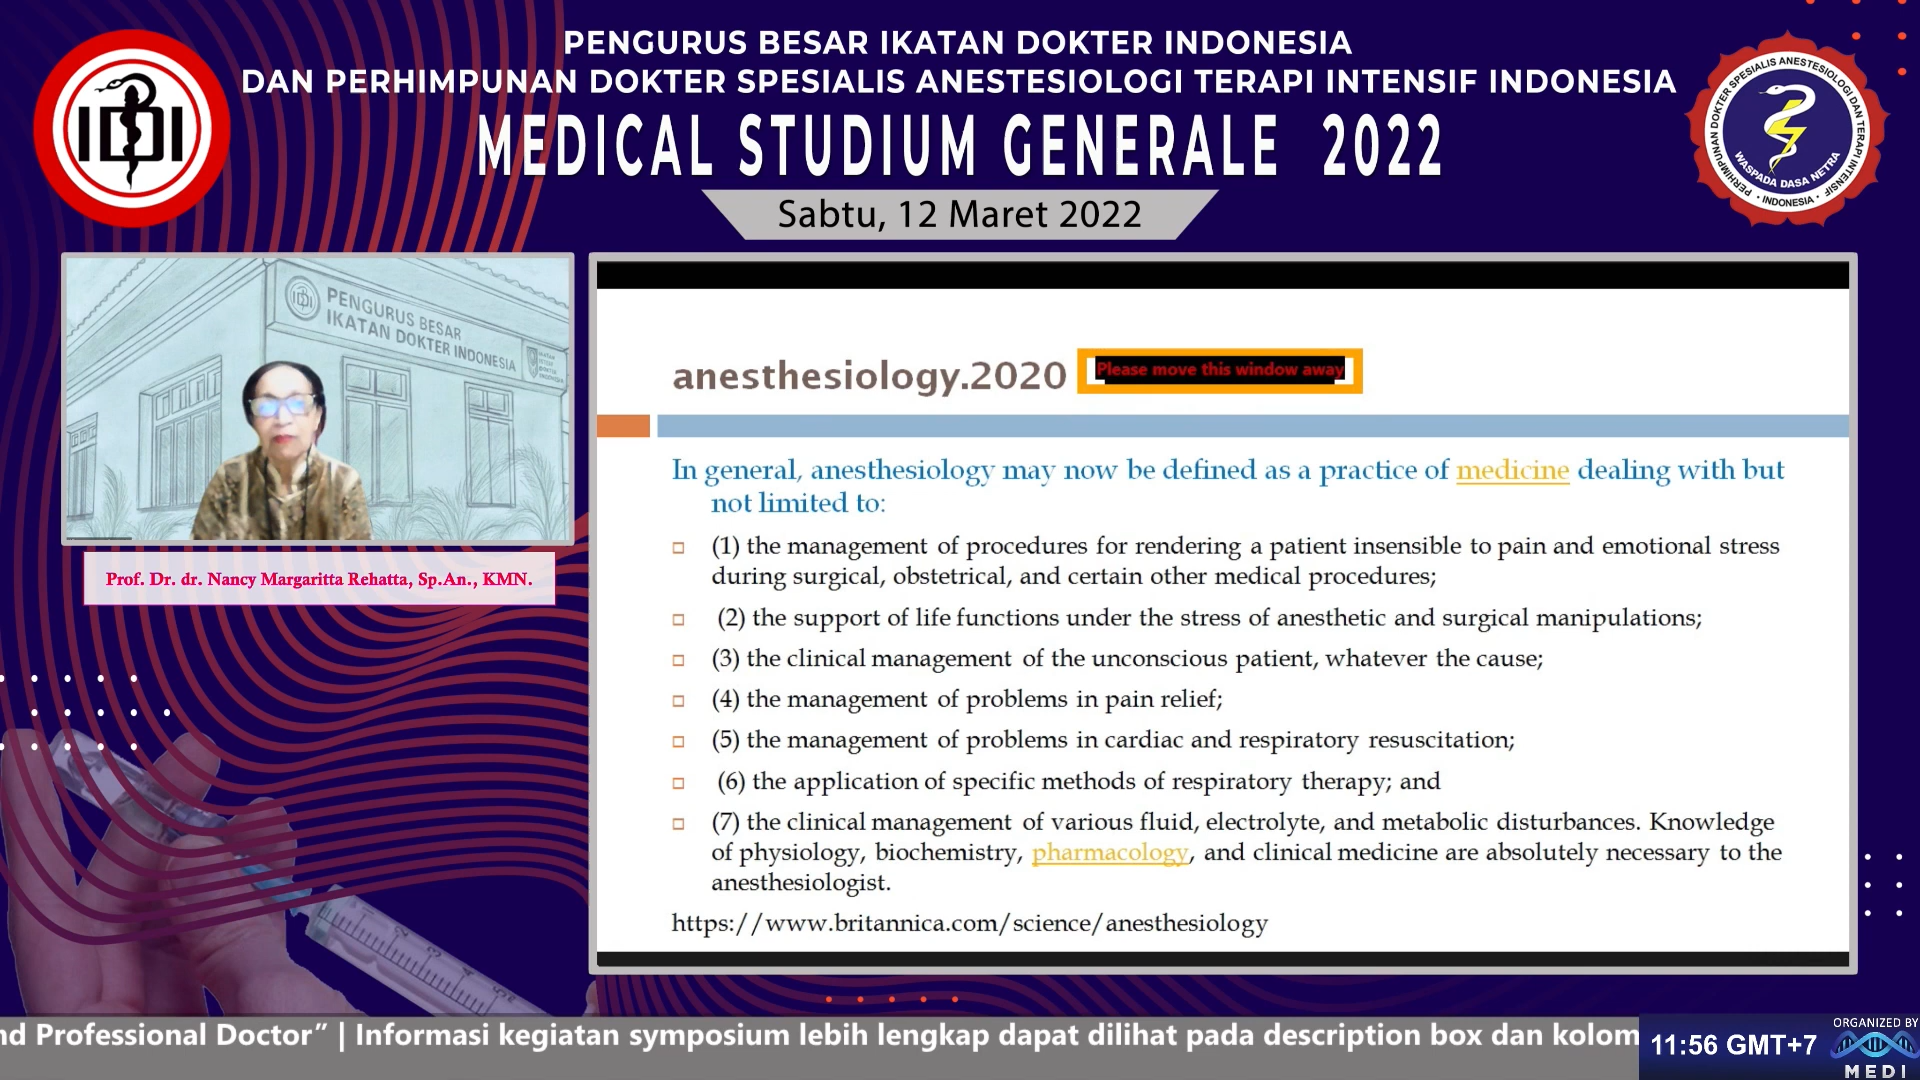 PENGURUS BESAR IKATAN DOKTER INDONESIA
DAN PERHIMPUNAN DOKTER SPESIALIS ANESTESIOLOGI TERAPI INTENSIF INDONESIA
MEDICAL STUDIUM GENERALE 2022
Sabtu, 12 Maret 2022
IDI
PERHIMPUNAN DOKTER SPESIALIS ANESTESIOLOGI DAN TERAPI INTENSIF
WASPADA DASA NETRA
• INDONESIA •
PENGURUS BESAR
IKATAN DOKTER INDONESIA
Prof. Dr. dr. Nancy Margaritta Rehatta, Sp.An., KMN.
anesthesiology.2020
Please move this window away
In general, anesthesiology may now be defined as a practice of medicine dealing with but
not limited to:
(1) the management of procedures for rendering a patient insensible to pain and emotional stress
during surgical, obstetrical, and certain other medical procedures;
(2) the support of life functions under the stress of anesthetic and surgical manipulations;
(3) the clinical management of the unconscious patient, whatever the cause;
(4) the management of problems in pain relief;
(5) the management of problems in cardiac and respiratory resuscitation;
(6) the application of specific methods of respiratory therapy; and
(7) the clinical management of various fluid, electrolyte, and metabolic disturbances. Knowledge
of physiology, biochemistry, pharmacology, and clinical medicine are absolutely necessary to the
anesthesiologist.
https://www.britannica.com/science/anesthesiology
nd Professional Doctor” | Informasi kegiatan symposium lebih lengkap dapat dilihat pada description box dan kolom
11:56 GMT+7
ORGANIZED BY
MEDI